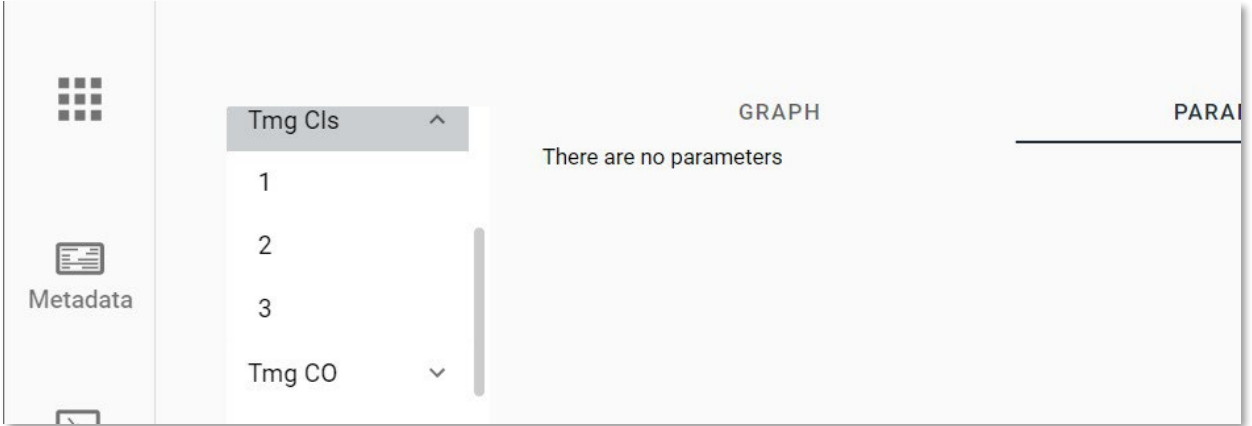 Metadata
Tmg Cls
1
2
3
Tmg CO
GRAPH
There are no parameters